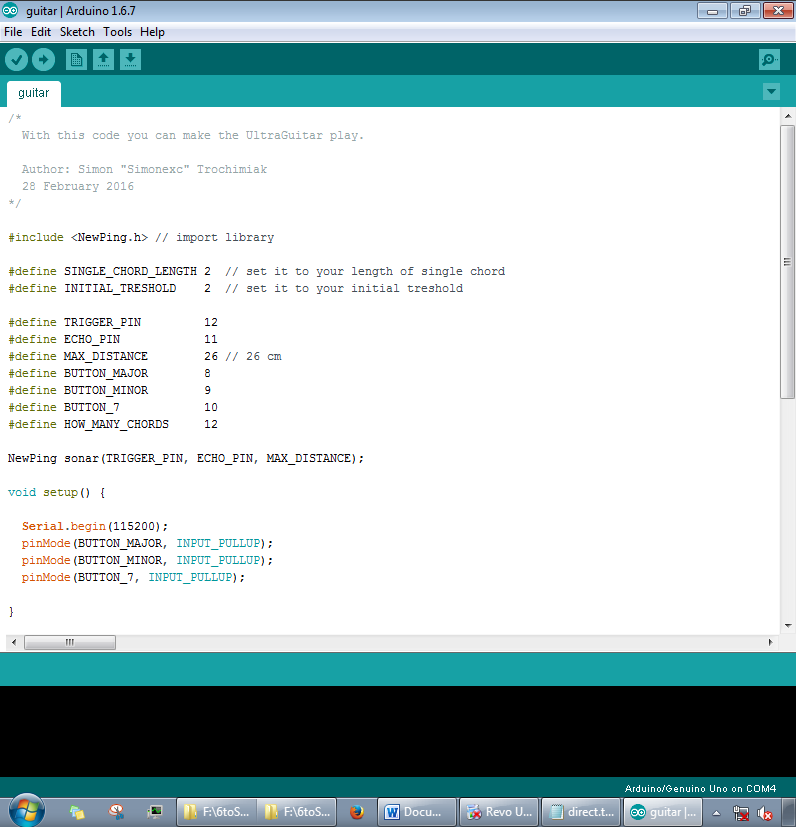 guitar | Arduino 1.6.7
File Edit Sketch Tools Help
guitar
/*
With this code you can make the UltraGuitar play.
Author: Simon "Simonexc" Trochimiak
28 February 2016
*/
#include <NewPing.h> // import library
#define SINGLE_CHORD_LENGTH 2 // set it to your length of single chord
#define INITIAL_TRESHOLD 2 // set it to your initial treshold
#define TRIGGER_PIN 12
#define ECHO_PIN 11
#define MAX_DISTANCE 26 // 26 cm
#define BUTTON_MAJOR 8
#define BUTTON_MINOR 9
#define BUTTON_7 10
#define HOW_MANY_CHORDS 12
NewPing sonar(TRIGGER_PIN, ECHO_PIN, MAX_DISTANCE);
void setup() {
Serial.begin(115200);
pinMode(BUTTON_MAJOR, INPUT_PULLUP);
pinMode(BUTTON_MINOR, INPUT_PULLUP);
pinMode(BUTTON_7, INPUT_PULLUP);
}
Arduino/Genuino Uno on COM4
F:\6toS... F:\6toS... Docu... Revo U... direct.t... guitar |...